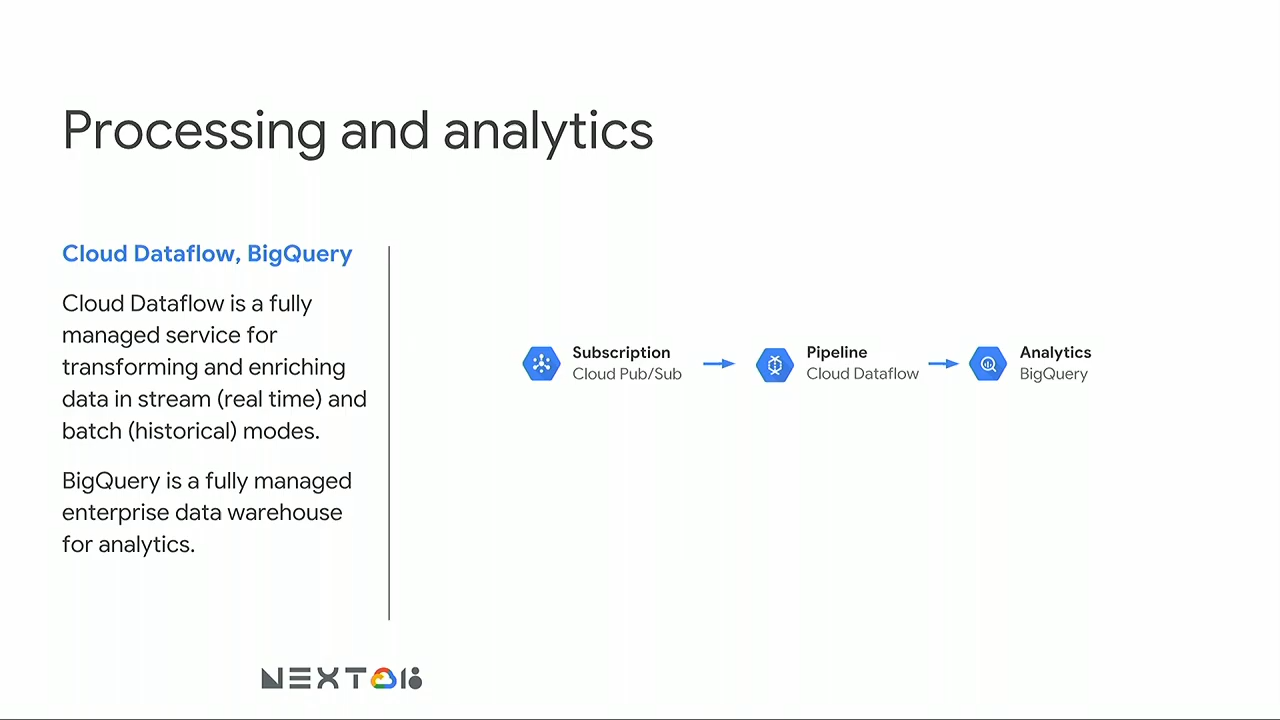 Processing and analytics
Cloud Dataflow, BigQuery
Cloud Dataflow is a fully
managed service for
transforming and enriching
data in stream (real time) and
batch (historical) modes.
BigQuery is a fully managed
enterprise data warehouse
for analytics.
Subscription
Cloud Pub/Sub
Pipeline
Cloud Dataflow
Analytics
BigQuery
NEXT 18